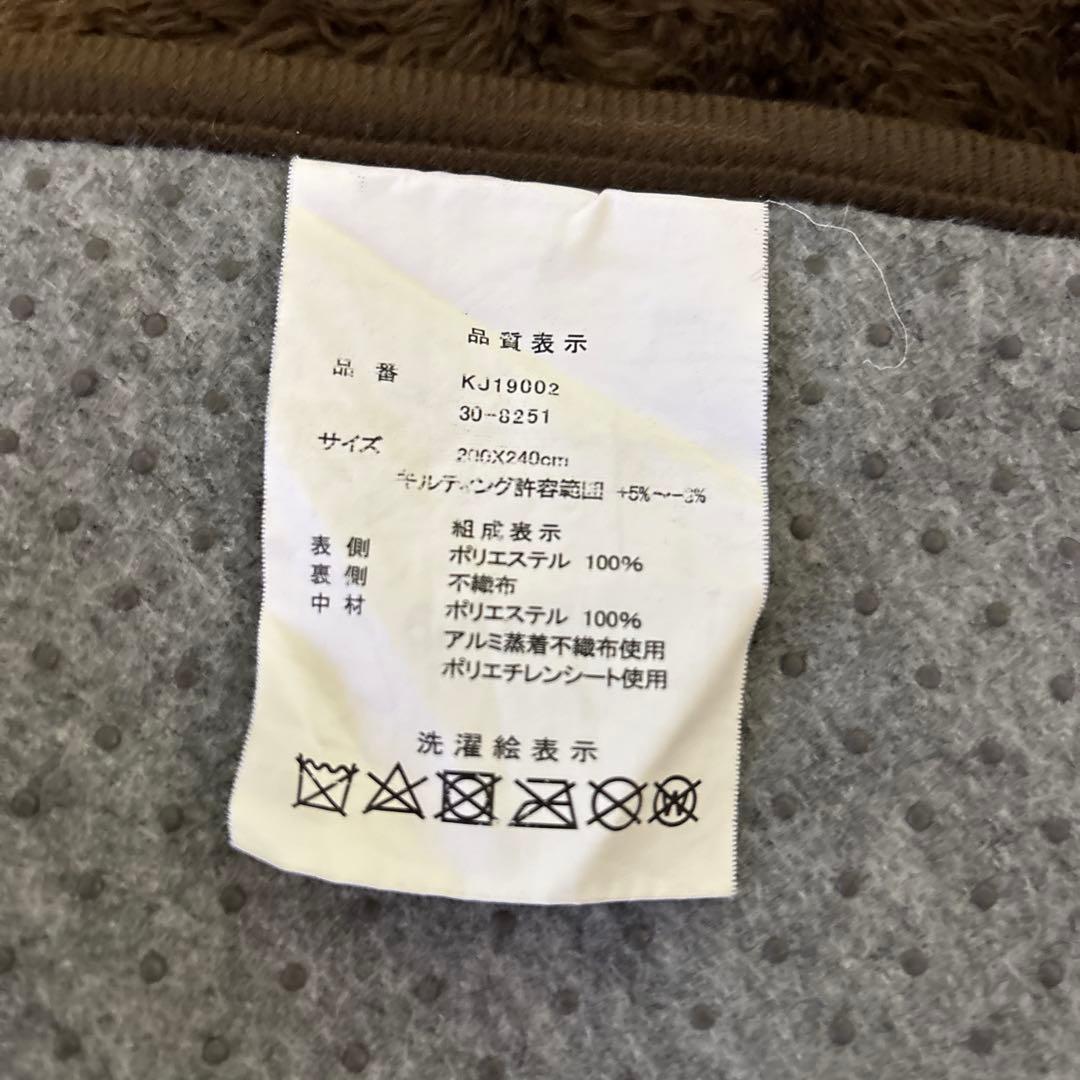 品質表示
品番 KJ19002
30-8251
サイズ 200X240cm
キルティング許容範囲 +5%〜-3%
組成表示
表側 ポリエステル 100%
裏側 不織布
中材 ポリエステル 100%
アルミ蒸着不織布使用
ポリエチレンシート使用
洗濯絵表示
W